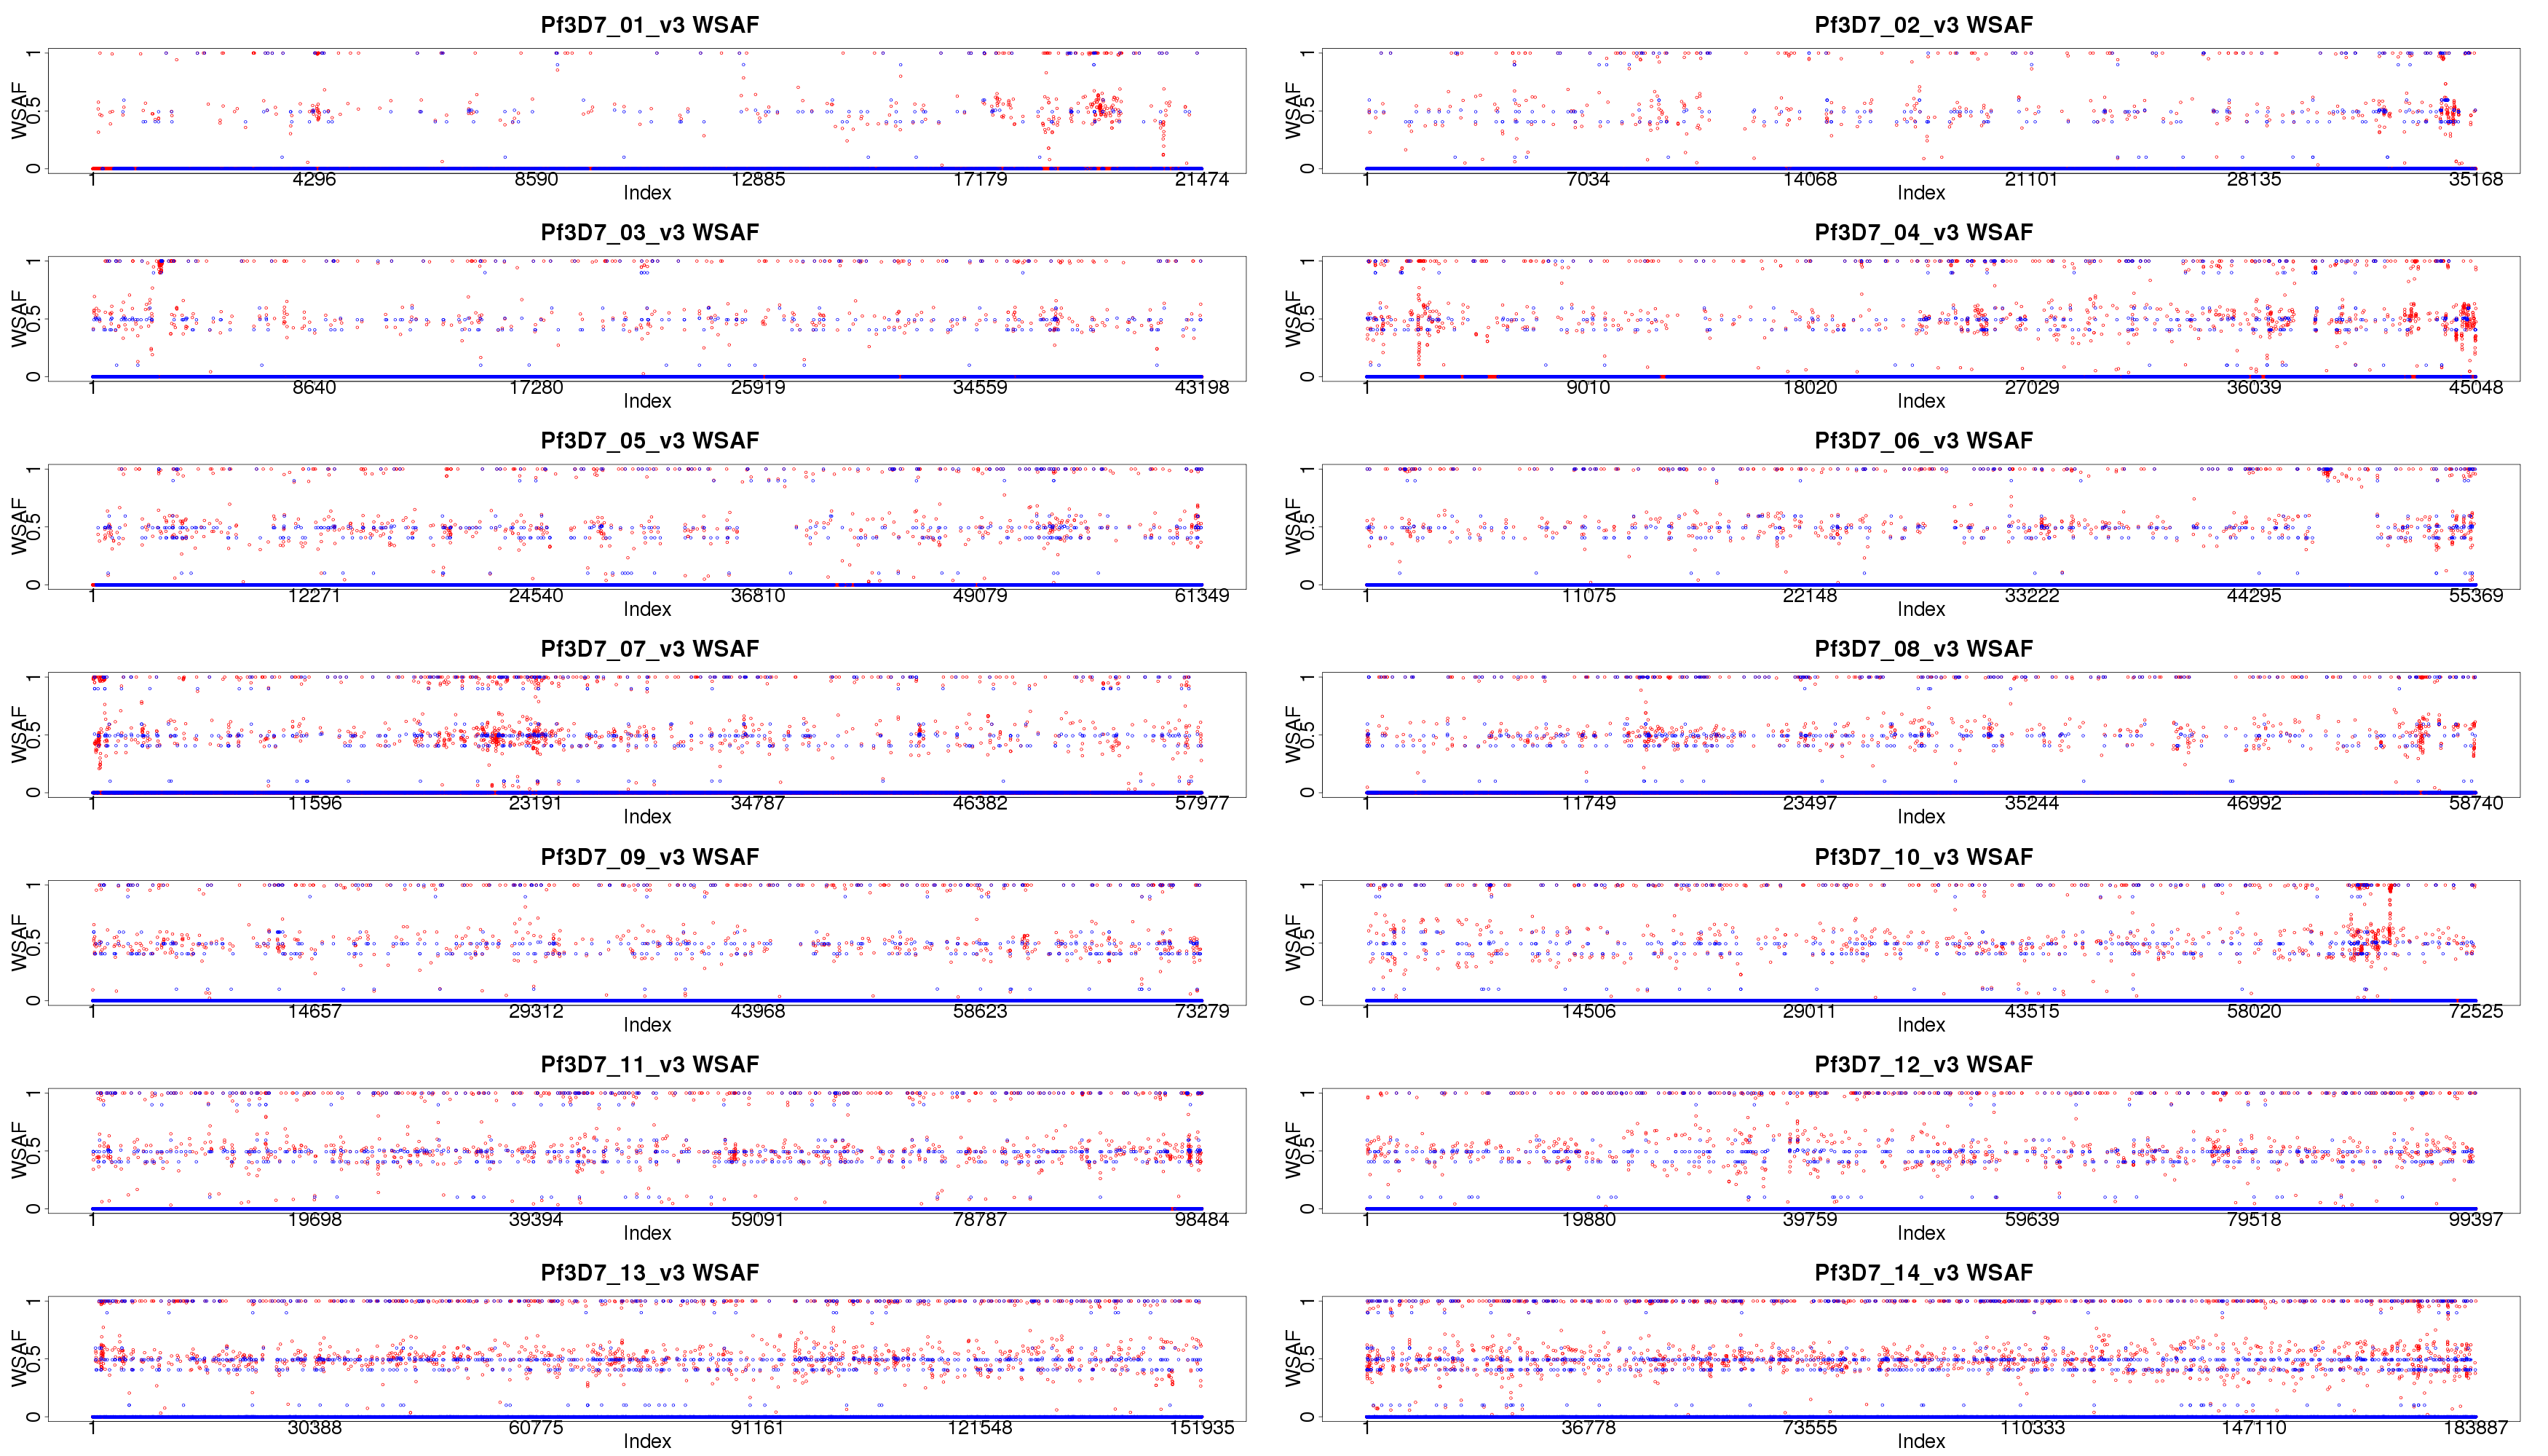 Pf3D7_01_v3 WSAF
WSAF
0 0.5 1
1 4296 8590 12885 17179 21474
Index
Pf3D7_02_v3 WSAF
WSAF
0 0.5 1
1 7034 14068 21101 28135 35168
Index
Pf3D7_03_v3 WSAF
WSAF
0 0.5 1
1 8640 17280 25919 34559 43198
Index
Pf3D7_04_v3 WSAF
WSAF
0 0.5 1
1 9010 18020 27029 36039 45048
Index
Pf3D7_05_v3 WSAF
WSAF
0 0.5 1
1 12271 24540 36810 49079 61349
Index
Pf3D7_06_v3 WSAF
WSAF
0 0.5 1
1 11075 22148 33222 44295 55369
Index
Pf3D7_07_v3 WSAF
WSAF
0 0.5 1
1 11596 23191 34787 46382 57977
Index
Pf3D7_08_v3 WSAF
WSAF
0 0.5 1
1 11749 23497 35244 46992 58740
Index
Pf3D7_09_v3 WSAF
WSAF
0 0.5 1
1 14657 29312 43968 58623 73279
Index
Pf3D7_10_v3 WSAF
WSAF
0 0.5 1
1 14506 29011 43515 58020 72525
Index
Pf3D7_11_v3 WSAF
WSAF
0 0.5 1
1 19698 39394 59091 78787 98484
Index
Pf3D7_12_v3 WSAF
WSAF
0 0.5 1
1 19880 39759 59639 79518 99397
Index
Pf3D7_13_v3 WSAF
WSAF
0 0.5 1
1 30388 60775 91161 121548 151935
Index
Pf3D7_14_v3 WSAF
WSAF
0 0.5 1
1 36778 73555 110333 147110 183887
Index